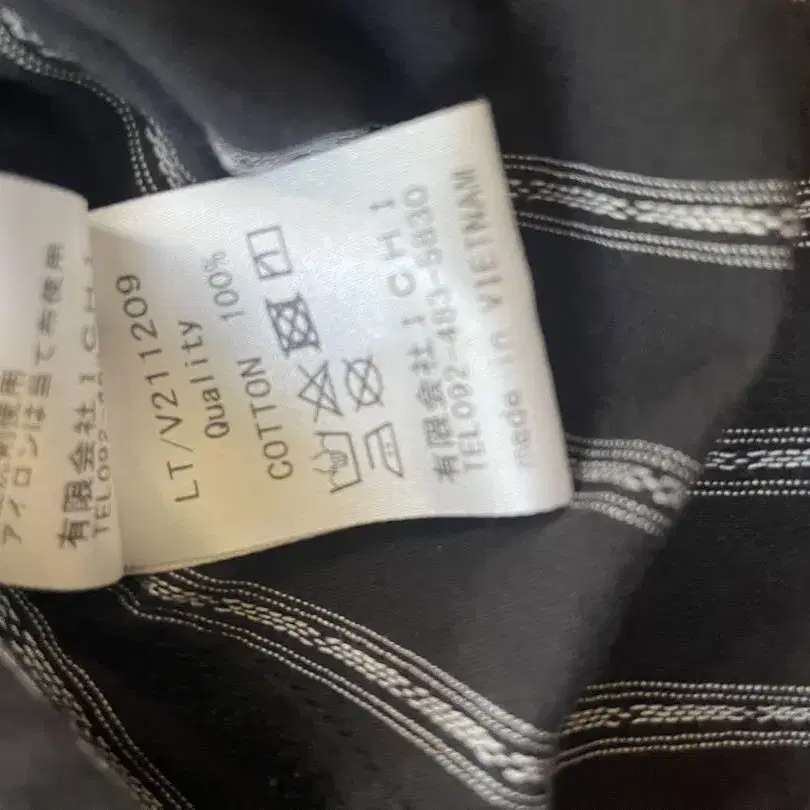 アイロンは当て布使用
有限会社ICHI
LT/V211209
Quality
COTTON 100%
有限会社ICHI
TEL092-483-5830
made in VIETNAM